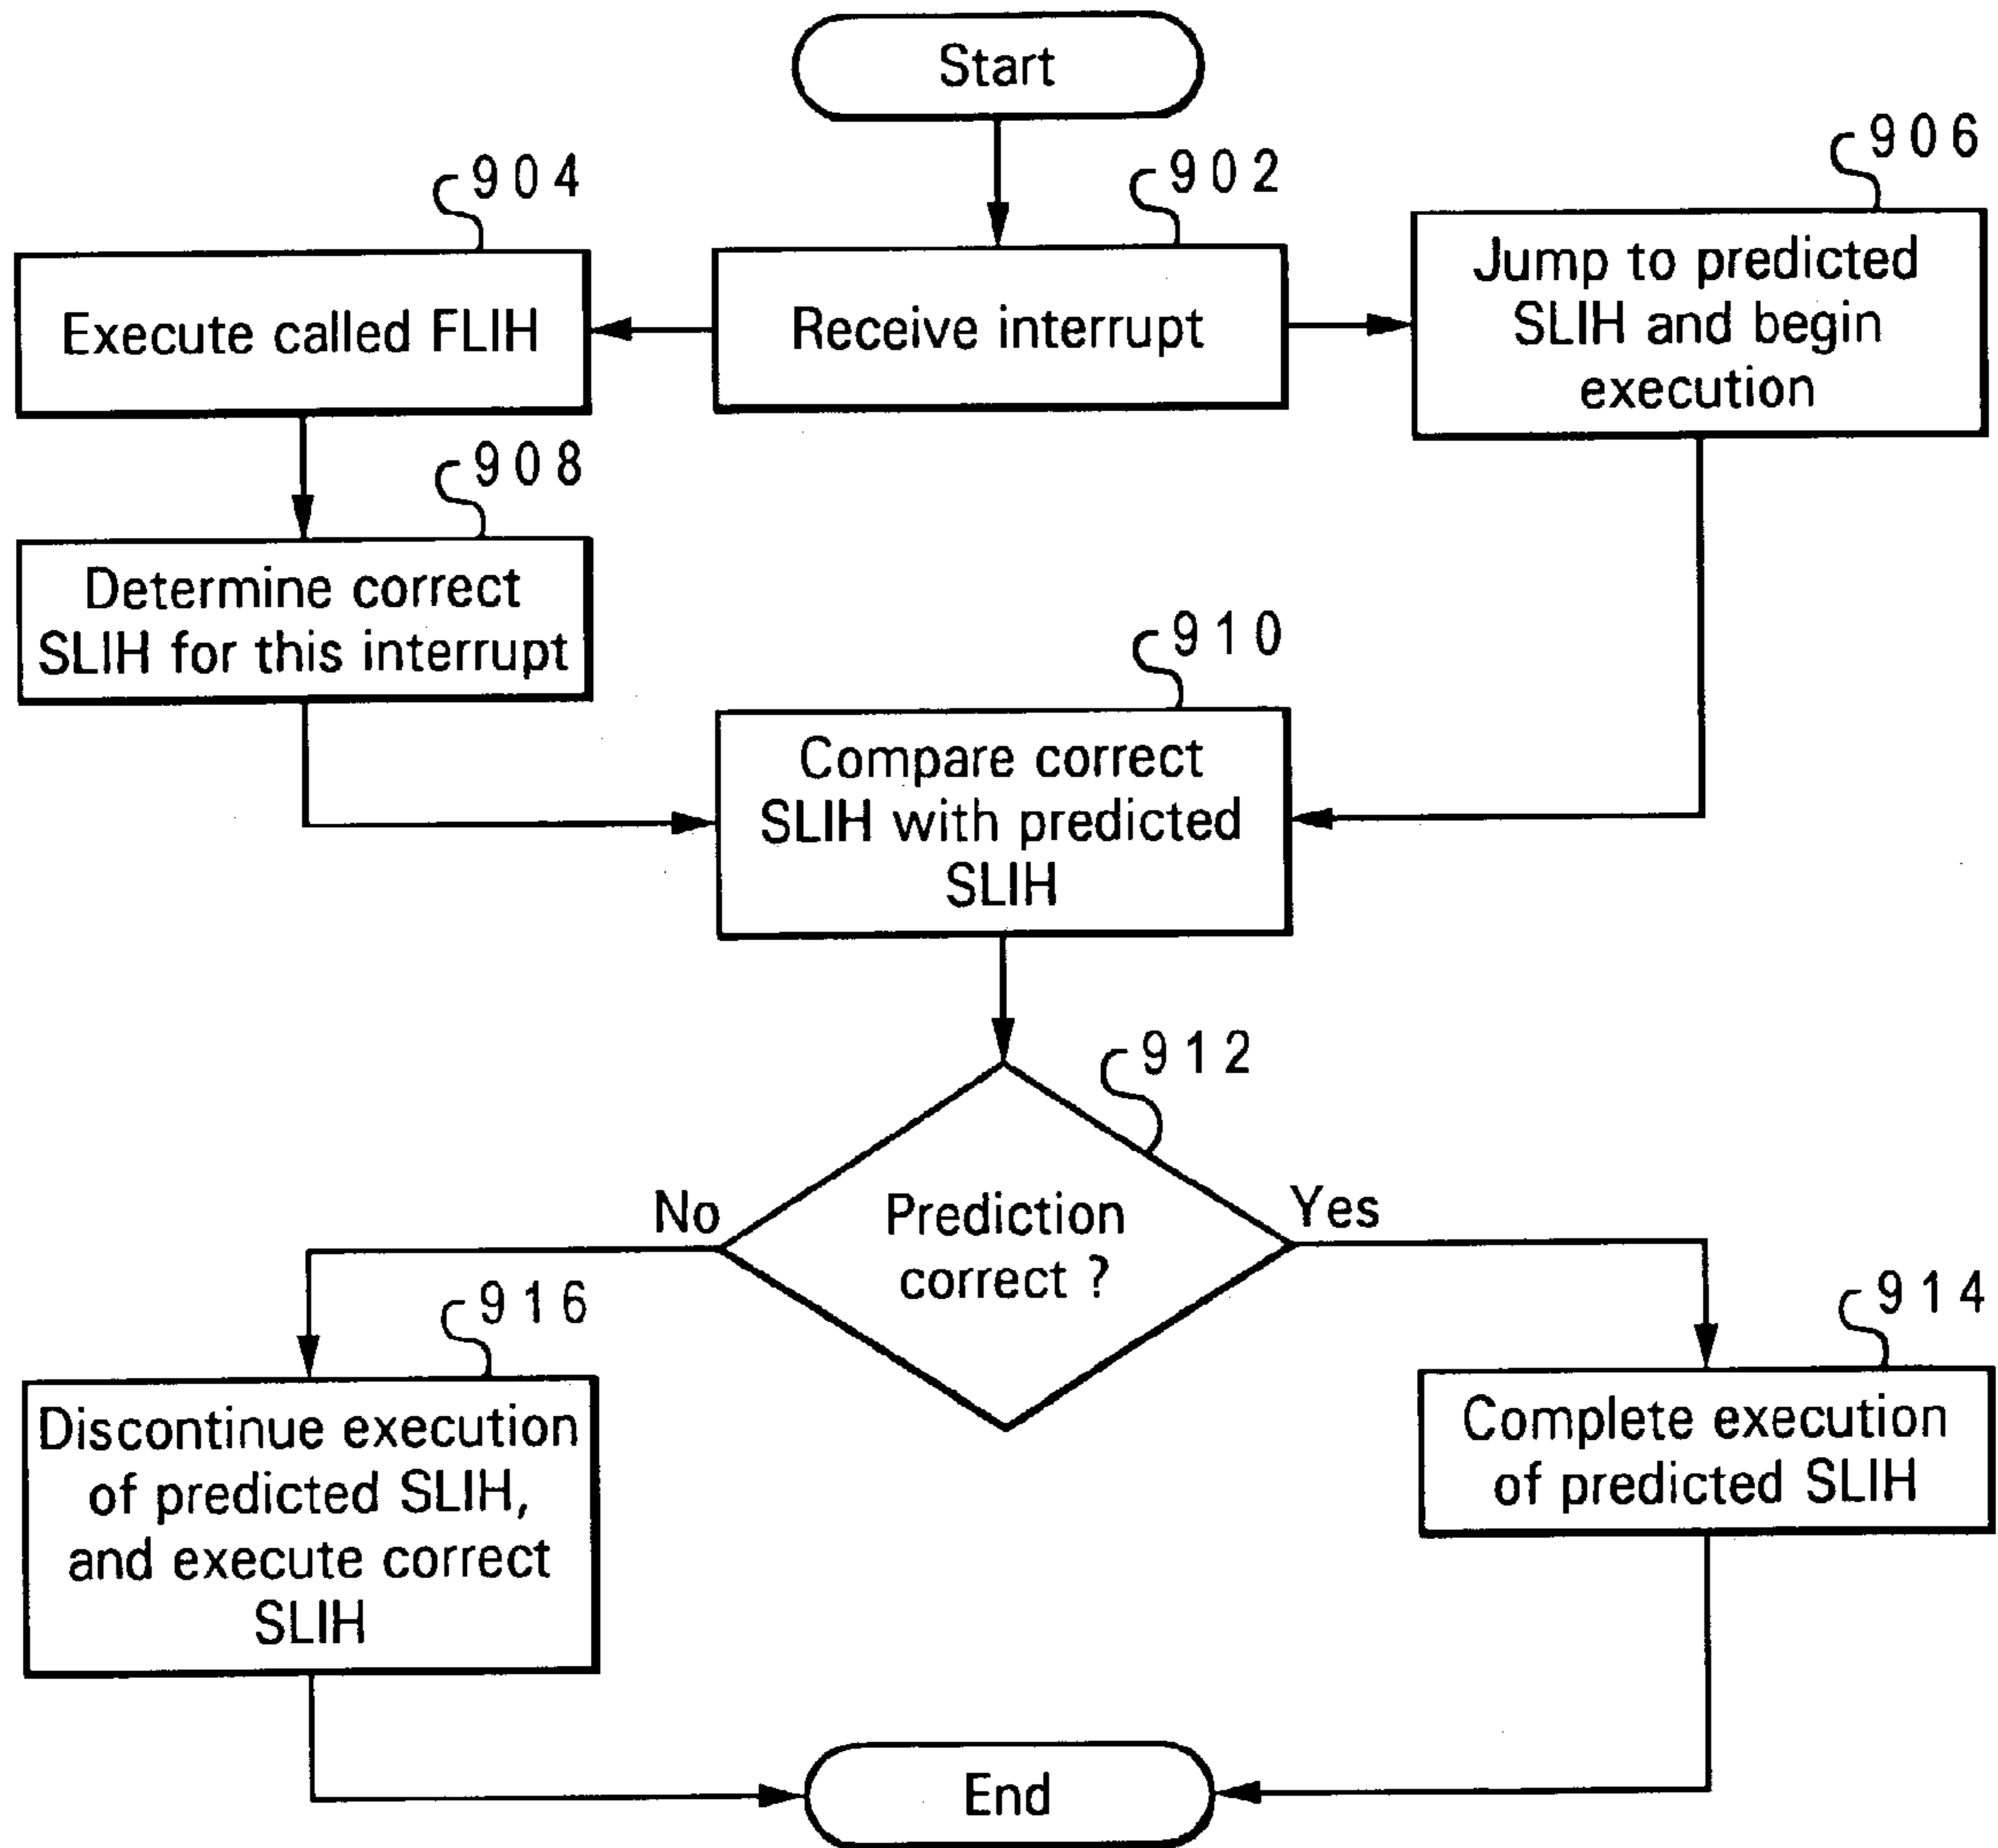 Start
904
902
906
Execute called FLIH
Receive interrupt
Jump to predicted
SLIH and begin
execution
908
Determine correct
SLIH for this interrupt
910
Compare correct
SLIH with predicted
SLIH
912
No
Prediction
correct ?
Yes
916
914
Discontinue execution
of predicted SLIH,
and execute correct
SLIH
Complete execution
of predicted SLIH
End